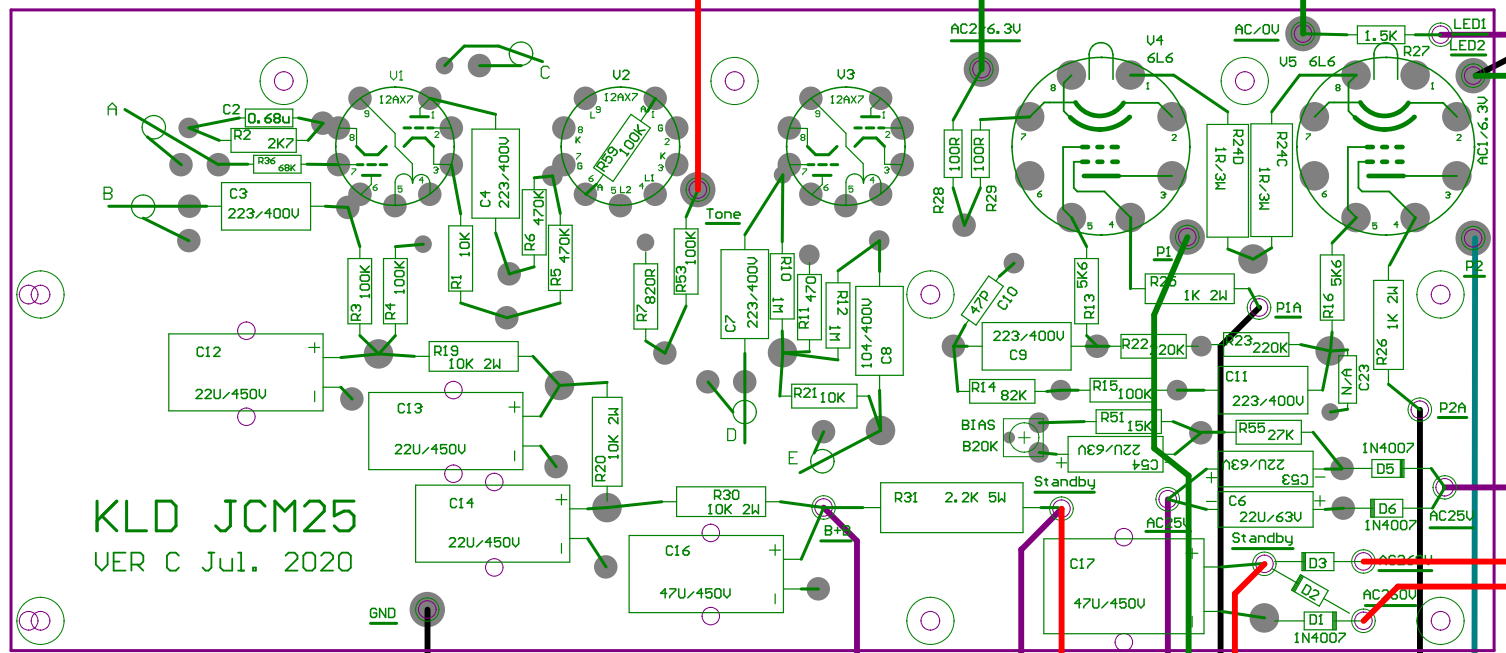 AC2/6.3V
V4
6L6
AC/0V
1.5K
R27
LED1
LED2
V5 6L6
AC1/6.3V
V1
12AX7
C
V2
12AX7
V3
12AX7
A
C2
0.68u
R2
2K7
R36
68K
B
C3
223/400V
C4
223/400V
R59
100K
R6
470K
R5
470K
R1
10K
R3
100K
R4
100K
Tone
R53
100K
R7
820R
C7
223/400V
R10
1M
R11
470
R12
1M
C8
104/400V
R28
100R
100R
R29
R24D
1R/3W
R24C
1R/3W
P1
P2
R25
1K 2W
P1A
R13
5K6
R16
5K6
R26
1K 2W
47P
C10
223/400V
C9
R22
220K
R23
220K
C12
22U/450V
R19
10K 2W
C13
22U/450V
R20
10K 2W
R21
10K
D
E
R14
82K
R15
100K
C11
223/400V
N/A
C23
P2A
BIAS
B20K
R51
15K
22U/63V
C54
R55
27K
1N4007
D5
22U/63V
C53
C6
22U/63V
D6
1N4007
AC25V
AC25V
Standby
C14
22U/450V
R30
10K 2W
B+B
R31 2.2K 5W
Standby
KLD JCM25
VER C Jul. 2020
C16
47U/450V
C17
47U/450V
D3
AC260V
D2
AC260V
D1
1N4007
GND